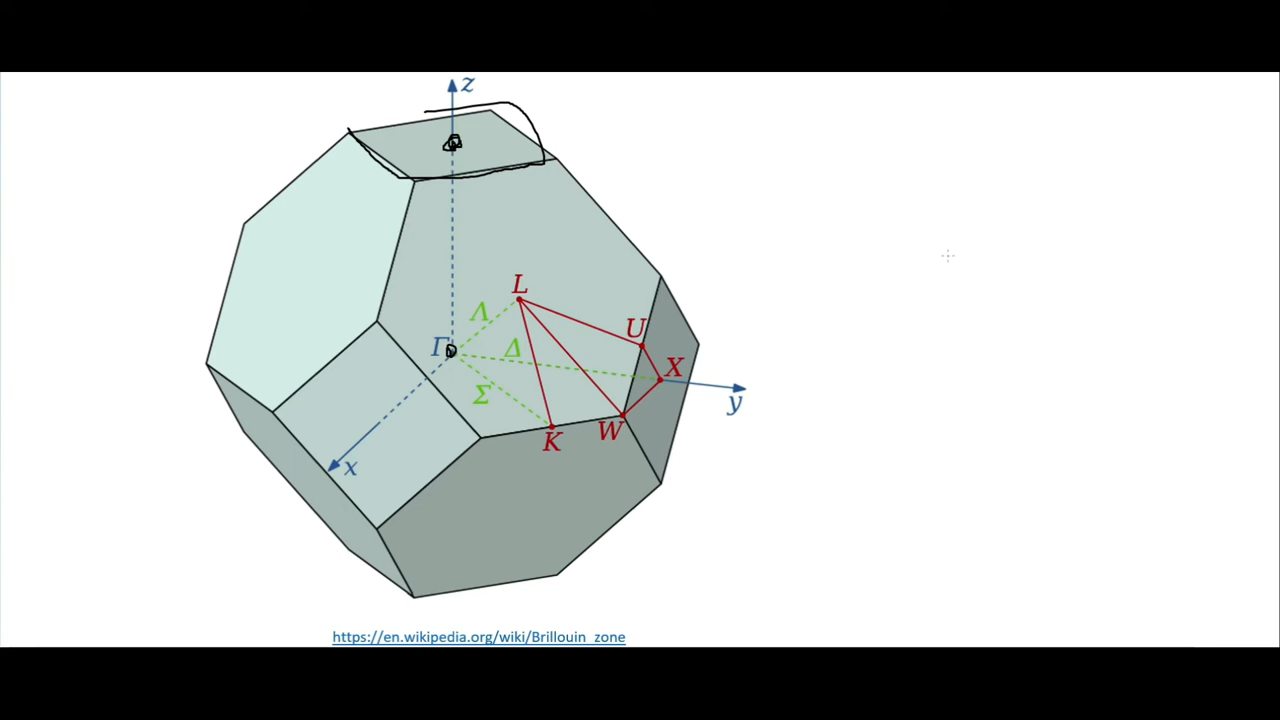 z
L
Λ
U
Γ
Δ
X
Σ
y
W
K
x
https://en.wikipedia.org/wiki/Brillouin_zone